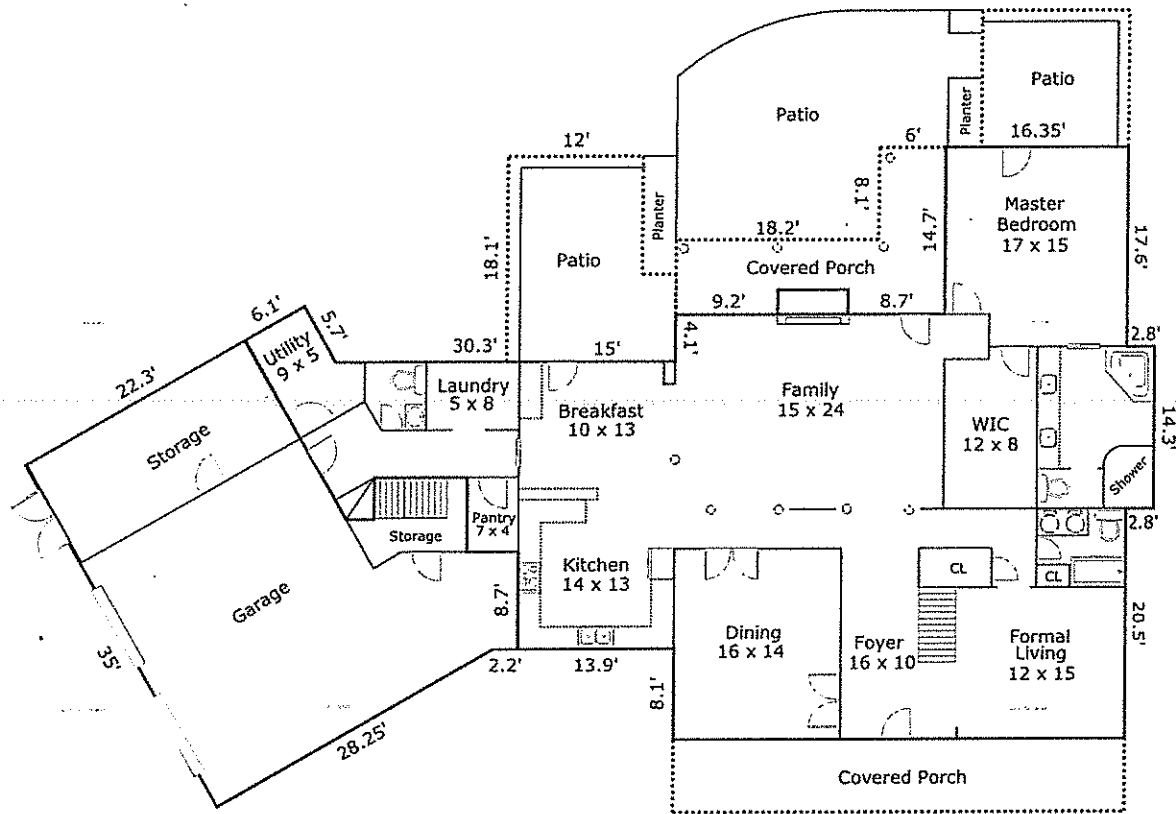 Patio
Planter
16.35'
Patio
6'
8.1'
14.7'
Master
Bedroom
17 x 15
17.6'
12'
18.1'
Patio
Planter
18.2'
Covered Porch
9.2'
8.7'
4.1'
6.1'
5.7'
Utility
9 x 5
22.3'
Storage
30.3'
15'
Laundry
5 x 8
Breakfast
10 x 13
Family
15 x 24
WIC
12 x 8
2.8'
14.3'
Shower
2.8'
Storage
Pantry
7 x 4
Kitchen
14 x 13
8.7'
Garage
35'
28.25'
2.2'
13.9'
8.1'
Dining
16 x 14
Foyer
16 x 10
CL
CL
Formal
Living
12 x 15
20.5'
Covered Porch